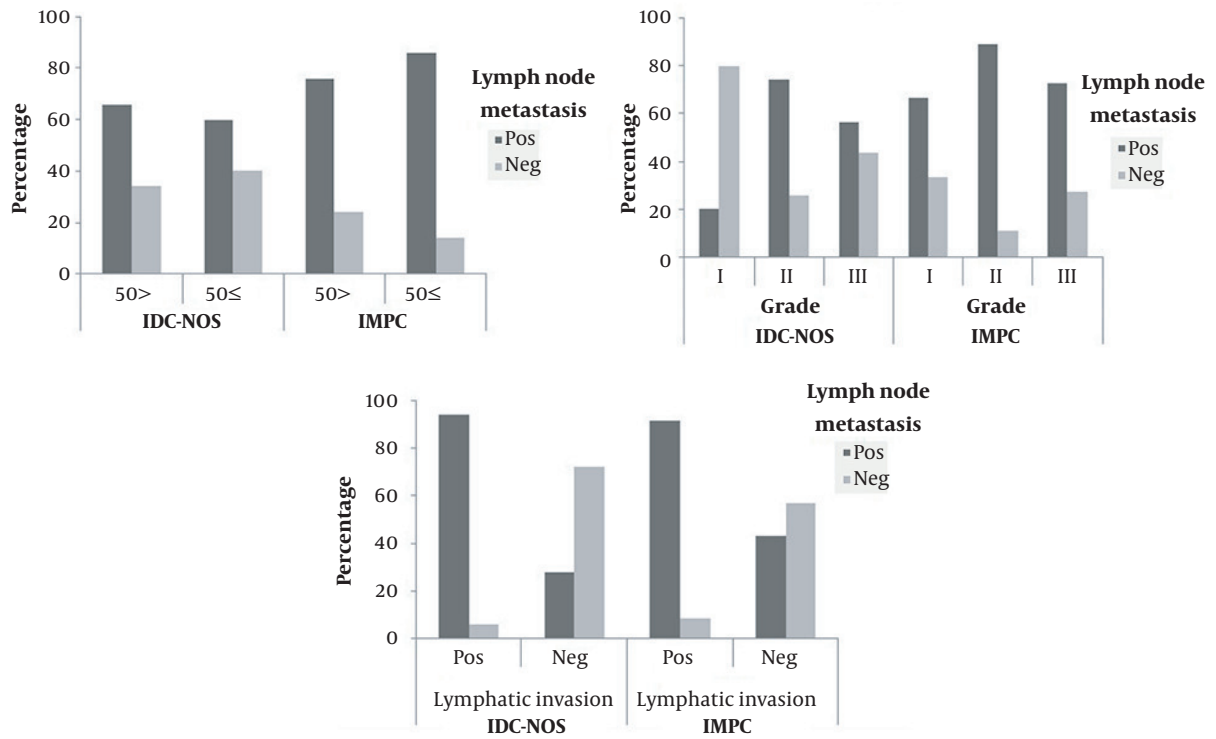 100
80
60
40
20
0
Percentage
50> 50≤ 50> 50≤
IDC-NOS IMPC
Lymph node
metastasis
Pos
Neg
100
80
60
40
20
0
Percentage
I II III I II III
Grade Grade
IDC-NOS IMPC
Lymph node
metastasis
Pos
Neg
100
80
60
40
20
0
Percentage
Pos Neg Pos Neg
Lymphatic invasion Lymphatic invasion
IDC-NOS IMPC
Lymph node
metastasis
Pos
Neg